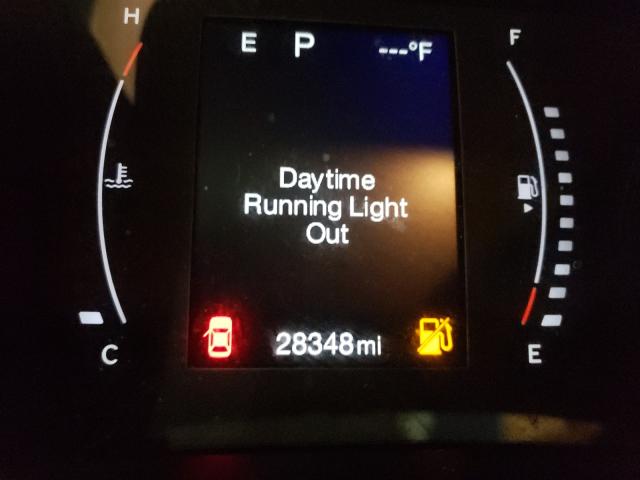 H
E P ---°F
F
Daytime
Running Light
Out
28348mi
C
E